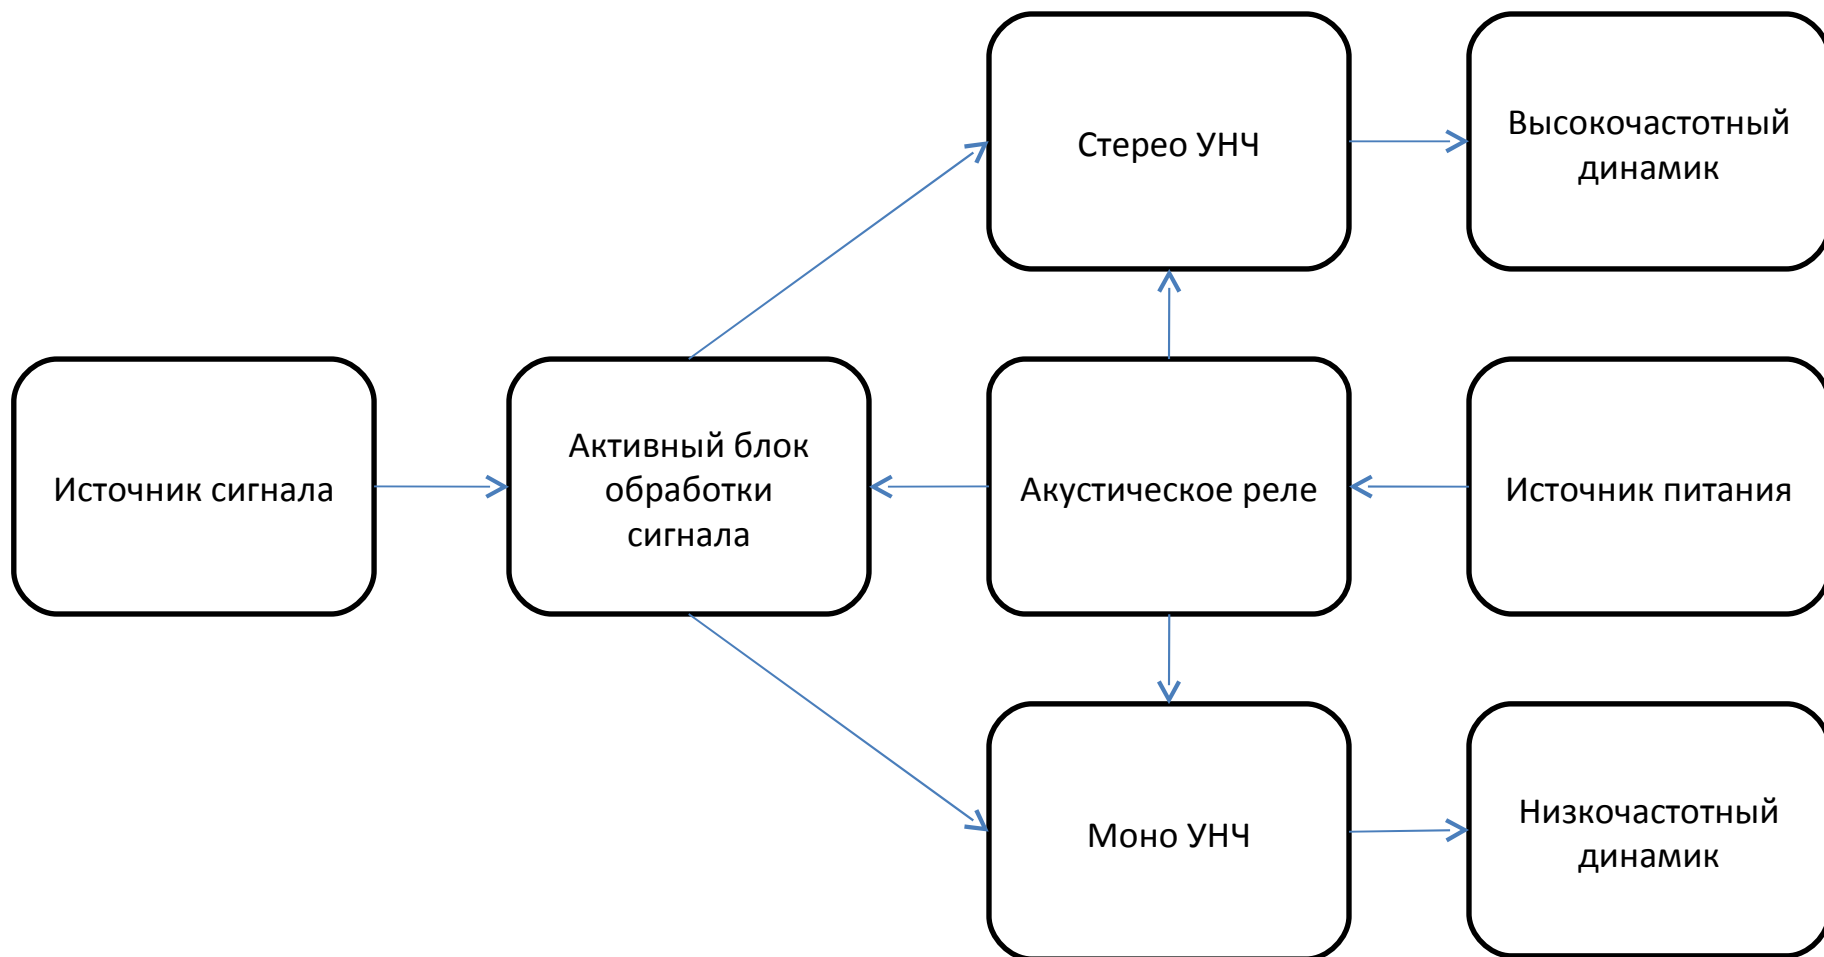 Стерео УНЧ
Высокочастотный
динамик
Источник сигнала
Активный блок
обработки
сигнала
Акустическое реле
Источник питания
Моно УНЧ
Низкочастотный
динамик